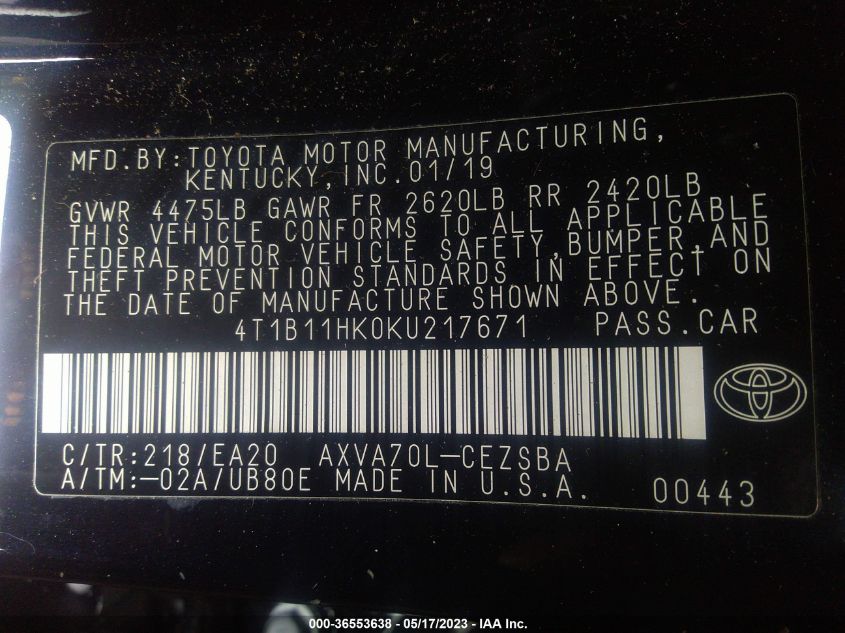 MFD.BY:TOYOTA MOTOR MANUFACTURING,
KENTUCKY,INC.01/19
GVWR 4475LB GAWR FR 2620LB RR 2420LB
THIS VEHICLE CONFORMS TO ALL APPLICABLE
FEDERAL MOTOR VEHICLE SAFETY,BUMPER,AND
THEFT PREVENTION STANDARDS IN EFFECT ON
THE DATE OF MANUFACTURE SHOWN ABOVE.
4T1B11HK0KU217671 PASS.CAR
C/TR:218/EA20 AXVA70L-CEZSBA
A/TM:-02A/UB80E MADE IN U.S.A. 00443
000-36553638 - 05/17/2023 - IAA Inc.